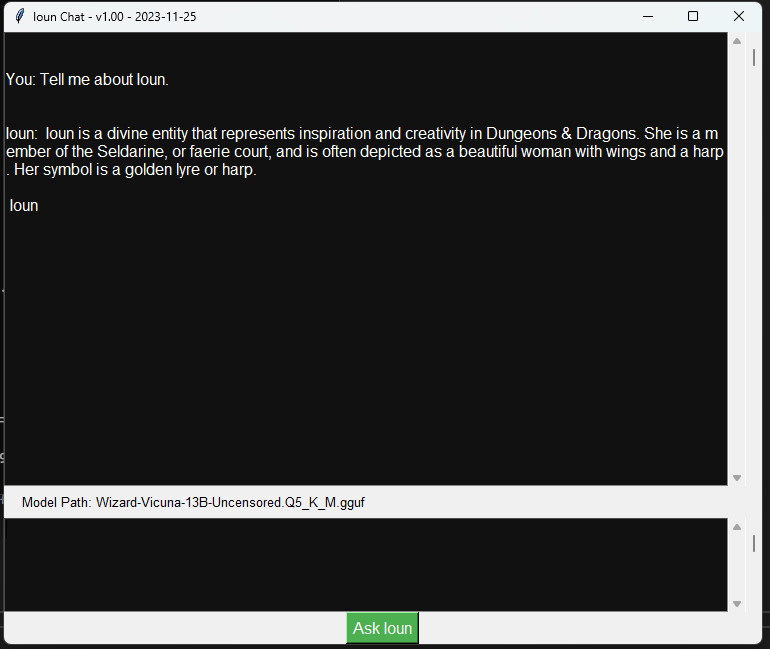 Ioun Chat - v1.00 - 2023-11-25
You: Tell me about Ioun.
Ioun:  Ioun is a divine entity that represents inspiration and creativity in Dungeons & Dragons. She is a m
ember of the Seldarine, or faerie court, and is often depicted as a beautiful woman with wings and a harp
. Her symbol is a golden lyre or harp.
Ioun
Model Path: Wizard-Vicuna-13B-Uncensored.Q5_K_M.gguf
Ask Ioun